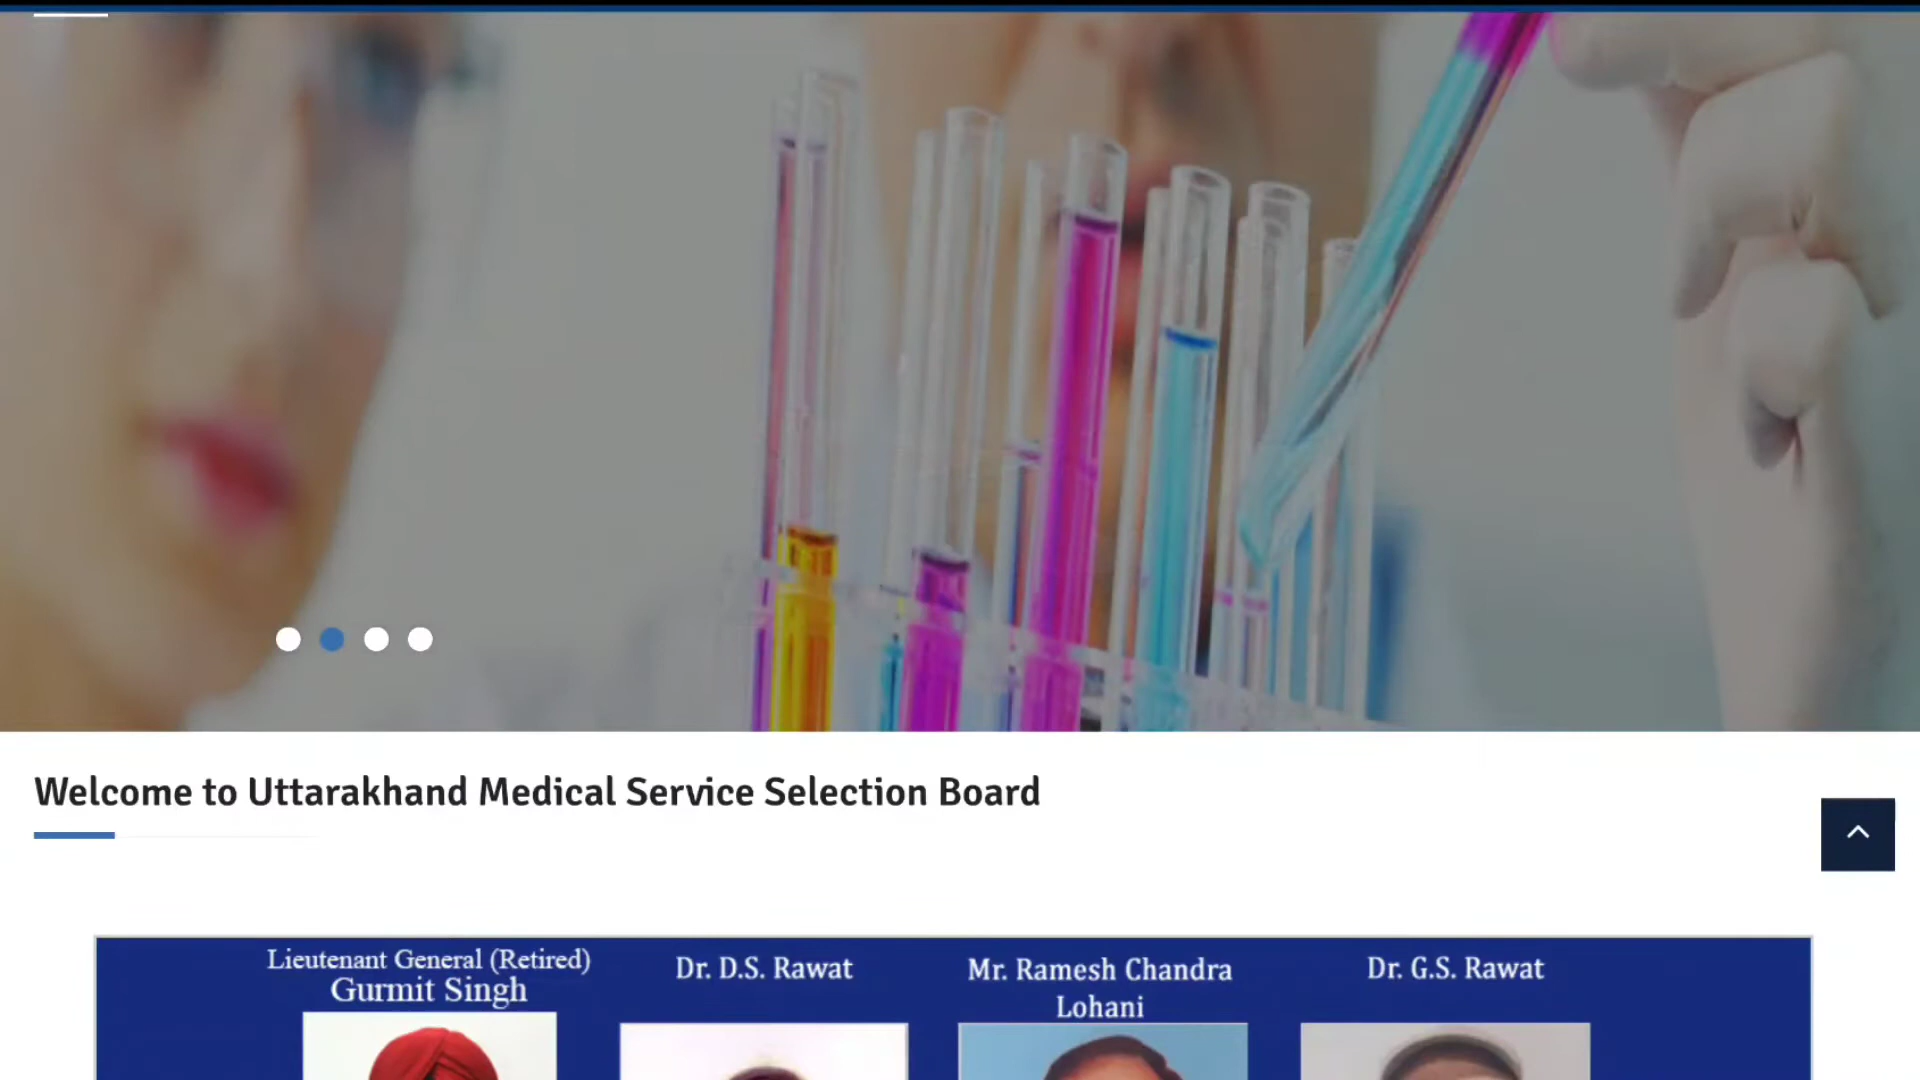 Welcome to Uttarakhand Medical Service Selection Board
Lieutenant General (Retired)
Gurmit Singh
Dr. D.S. Rawat
Mr. Ramesh Chandra
Lohani
Dr. G.S. Rawat